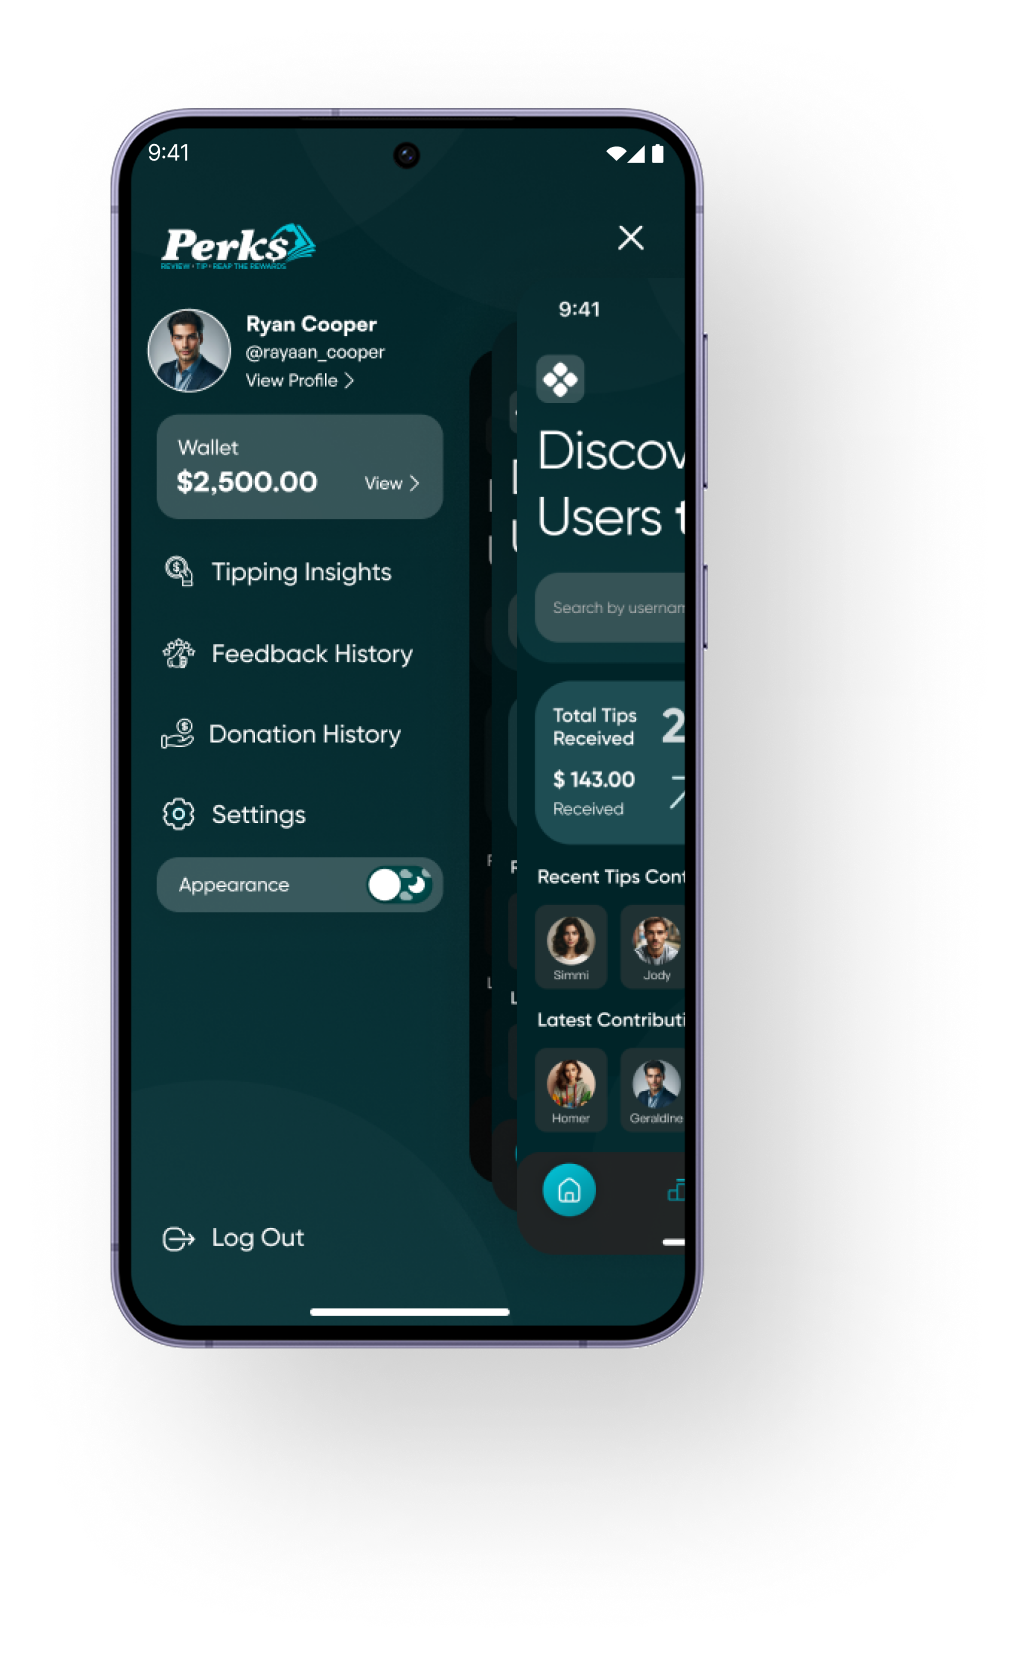 9:41
Perks
REVIEW • TIP • REAP THE REWARDS
Ryan Cooper
@rayaan_cooper
View Profile
Wallet
$2,500.00
View
Tipping Insights
Feedback History
Donation History
Settings
Appearance
Log Out
9:41
Discov
Users t
Search by usernam
Total Tips
Received
2
$ 143.00
Received
Recent Tips Cont
Simmi
Jody
Latest Contributi
Homer
Geraldine